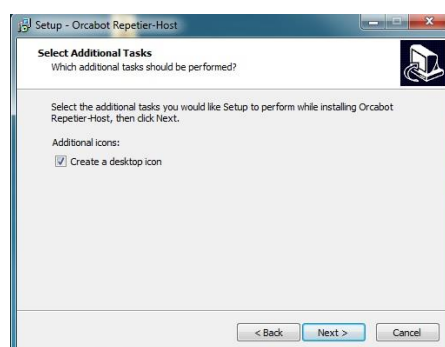 Setup - Orcabot Repetier-Host
Select Additional Tasks
Which additional tasks should be performed?
Select the additional tasks you would like Setup to perform while installing Orcabot
Repetier-Host, then click Next.
Additional icons:
Create a desktop icon
< Back Next > Cancel